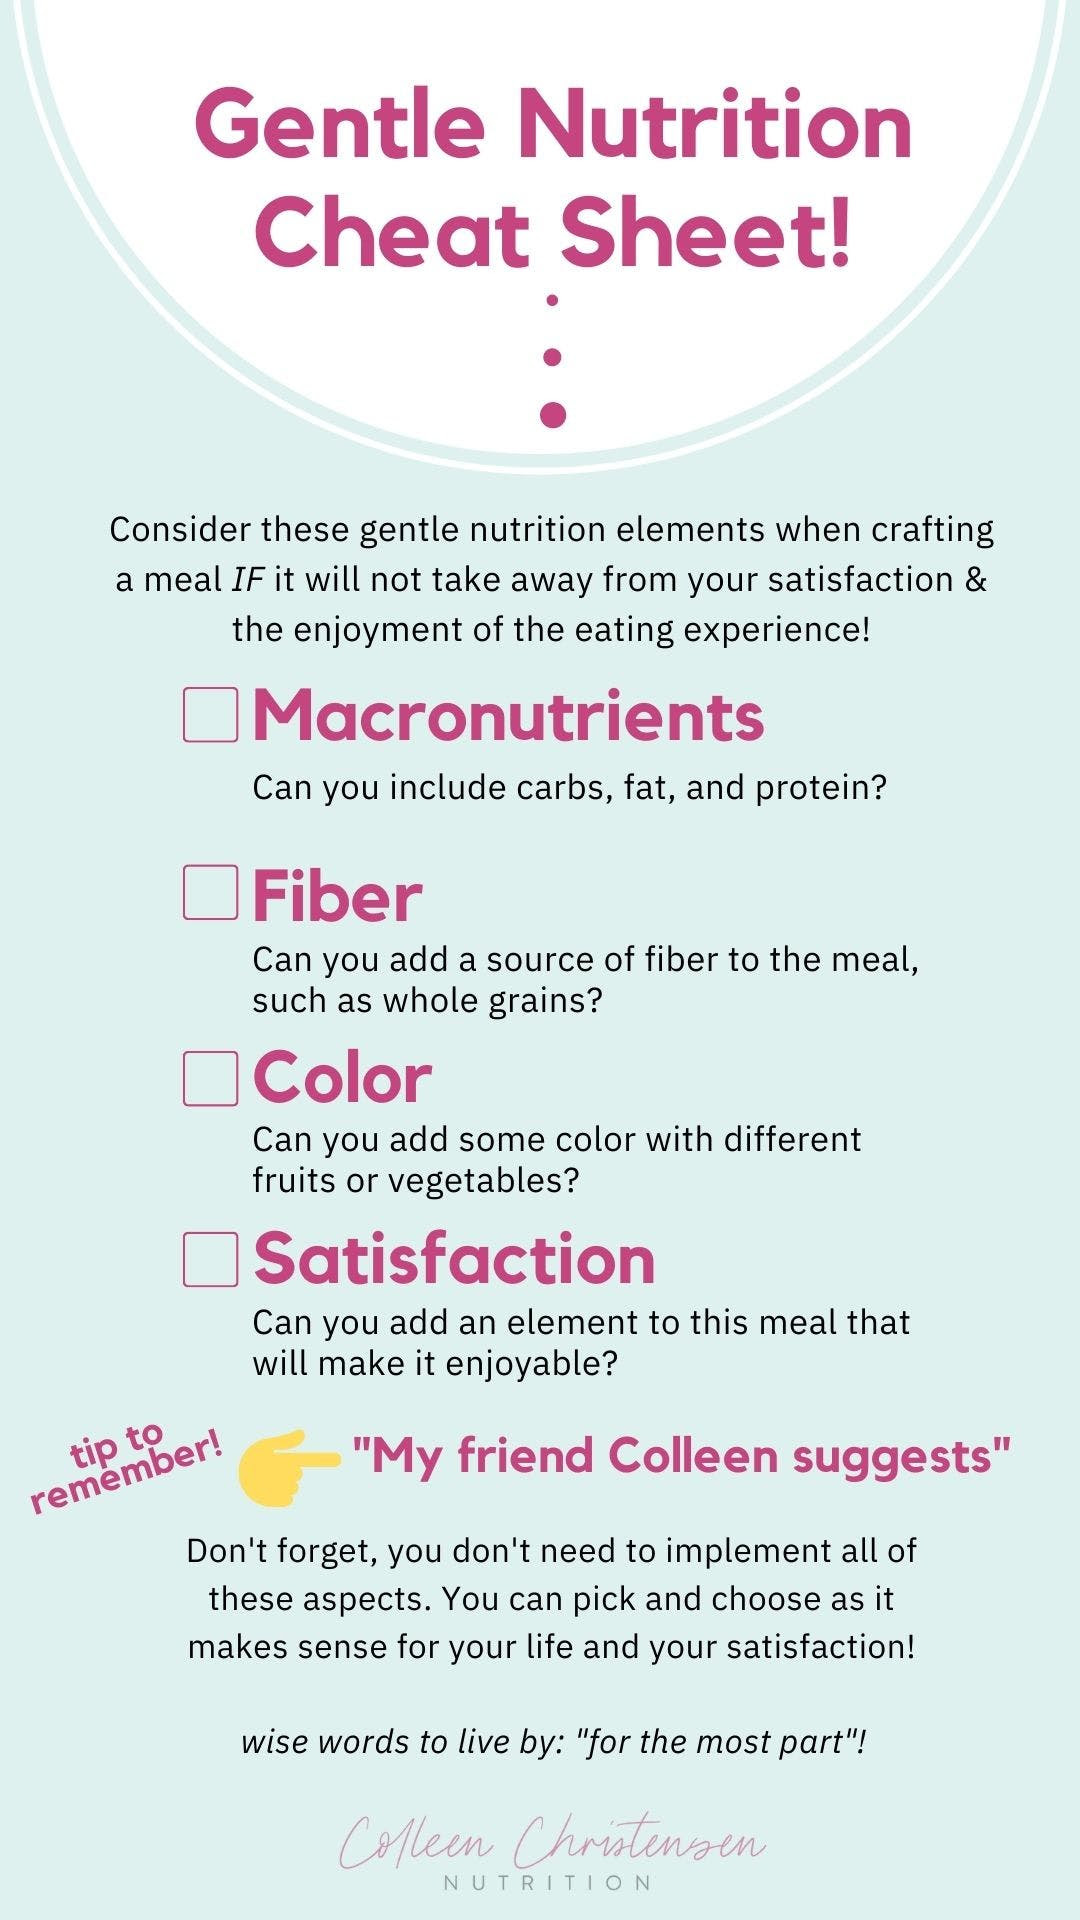 Gentle Nutrition
Cheat Sheet!
Consider these gentle nutrition elements when crafting
a meal IF it will not take away from your satisfaction &
the enjoyment of the eating experience!
Macronutrients
Can you include carbs, fat, and protein?
Fiber
Can you add a source of fiber to the meal,
such as whole grains?
Color
Can you add some color with different
fruits or vegetables?
Satisfaction
Can you add an element to this meal that
will make it enjoyable?
tip to
remember!
"My friend Colleen suggests"
Don't forget, you don't need to implement all of
these aspects. You can pick and choose as it
makes sense for your life and your satisfaction!
wise words to live by: "for the most part"!
Colleen Christensen
NUTRITION